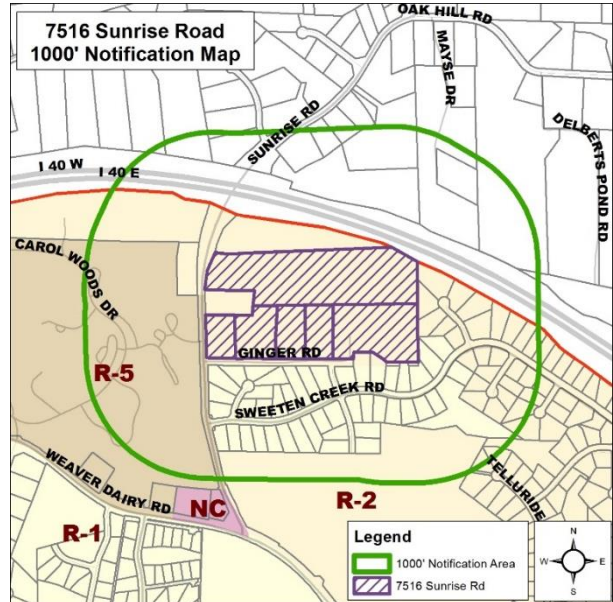 7516 Sunrise Road
1000' Notification Map
OAK HILL RD
MAYSE DR
SUNRISE RD
DELBERTS POND RD
I 40 W
I 40 E
CAROL WOODS DR
GINGER RD
R-5
SWEETEN CREEK RD
WEAVER DAIRY RD
TELLURIDE
NC
R-2
R-1
Legend
1000' Notification Area
7516 Sunrise Rd
N
W
E
S